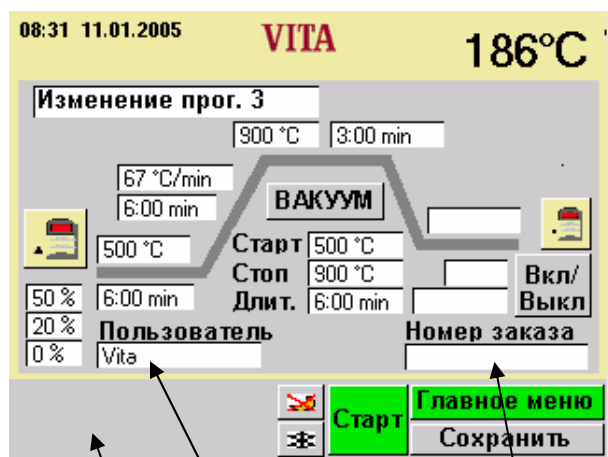 08:31 11.01.2005
VITA
186°C
Изменение прог. 3
900 °C 3:00 min
67 °C/min
6:00 min
ВАКУУМ
500 °C
Старт 500 °C
Стоп 900 °C
Длит. 6:00 min
Вкл/
Выкл
50 % 6:00 min
20 %
0 %
Пользователь
Vita
Номер заказа
Старт
Главное меню
Сохранить